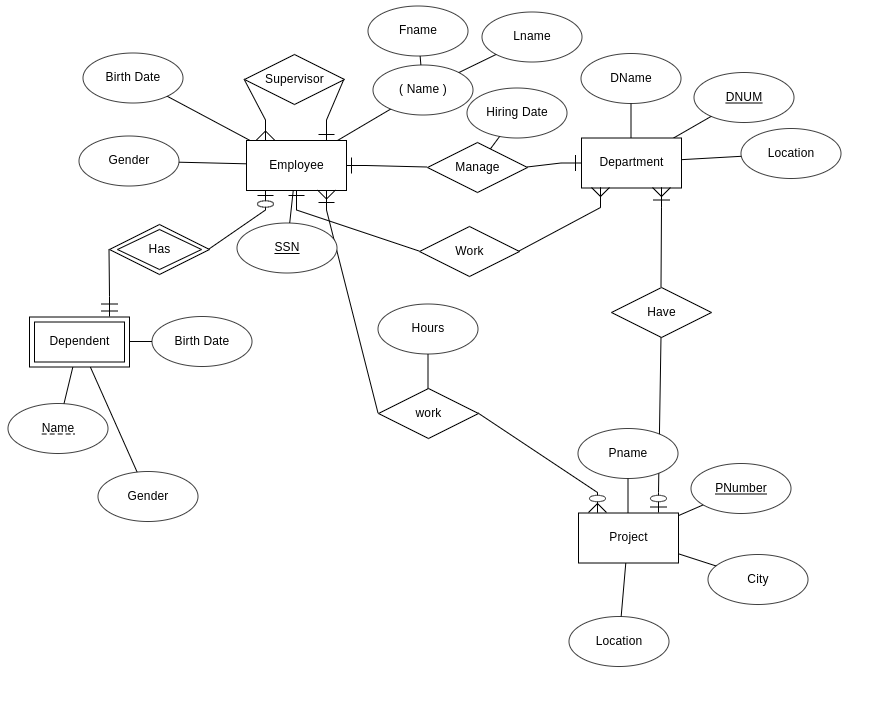 Fname
Lname
Birth Date
Supervisor
( Name )
DName
DNUM
Hiring Date
Gender
Employee
Manage
Department
Location
Has
SSN
Work
Have
Hours
Dependent
Birth Date
work
Name
Pname
PNumber
Gender
Project
City
Location